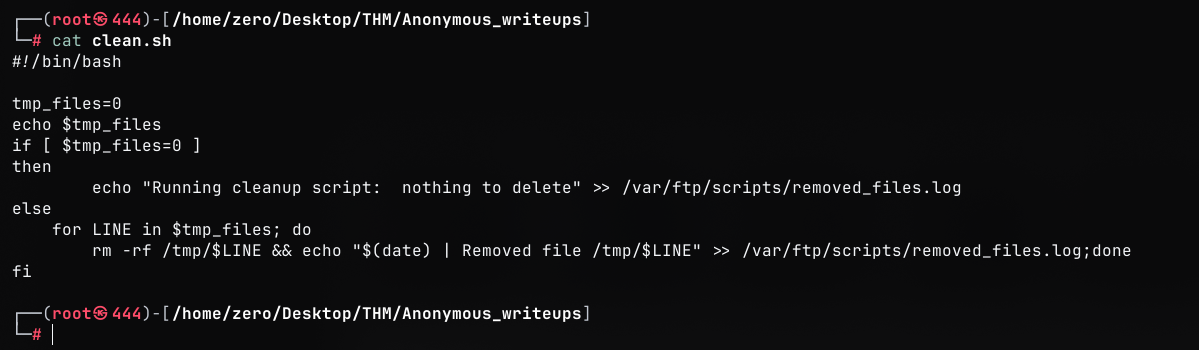 ┌──(root㉿444)-[/home/zero/Desktop/THM/Anonymous_writeups]
└─# cat clean.sh
#!/bin/bash

tmp_files=0
echo $tmp_files
if [ $tmp_files=0 ]
then
        echo "Running cleanup script:  nothing to delete" >> /var/ftp/scripts/removed_files.log
else
    for LINE in $tmp_files; do
        rm -rf /tmp/$LINE && echo "$(date) | Removed file /tmp/$LINE" >> /var/ftp/scripts/removed_files.log;done
fi

┌──(root㉿444)-[/home/zero/Desktop/THM/Anonymous_writeups]
└─#